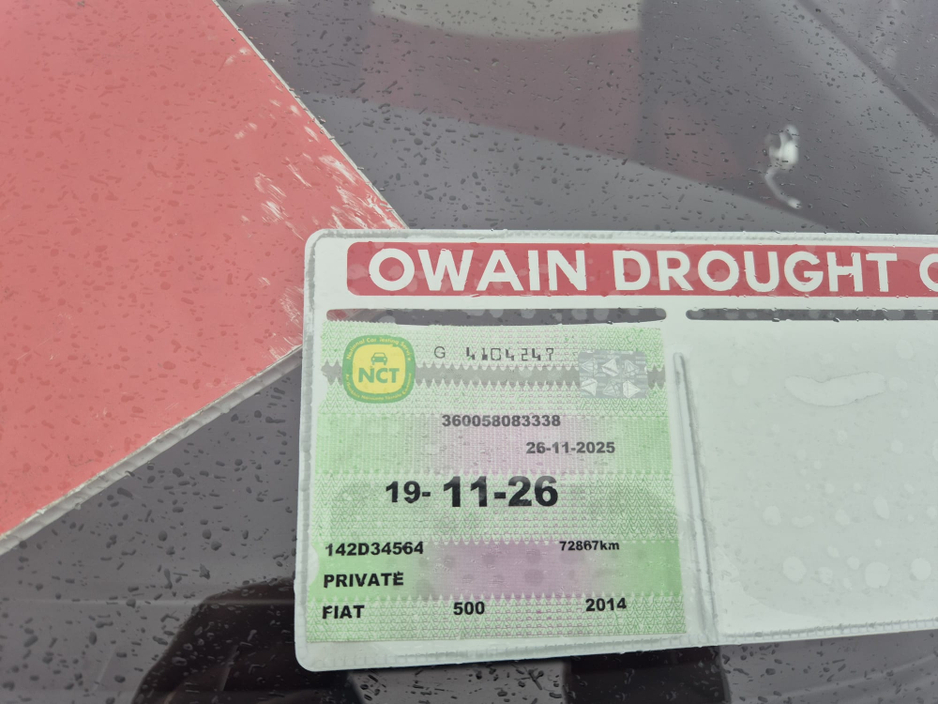 OWAIN DROUGHT
NCT
G 4104247
360058083338
26-11-2025
19-11-26
142D34564 72867km
PRIVATE
FIAT 500 2014